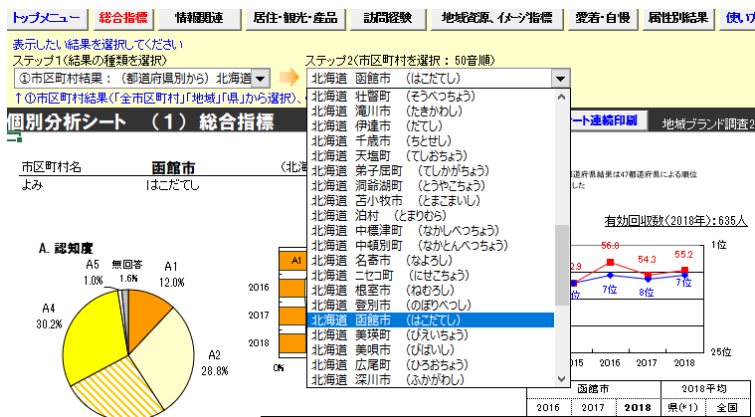 トップメニュー 総合指標 情報関連 居住・観光・産品 訪問経験 地域資源、イメージ指標 愛着・自慢 属性別結果
表示したい結果を選択してください
ステップ1(結果の種類を選択)
ステップ2(市区町村を選択:50音順)
①市区町村結果:(都道府県別から) 北海道
北海道 函館市 (はこだてし)
↑①市区町村結果(「全市区町村」「地域」「県」から選択)、
北海道 壮瞥町 (そうべつちょう)
北海道 滝川市 (たきかわし)
北海道 伊達市 (だてし)
北海道 千歳市 (ちとせし)
北海道 天塩町 (てしおちょう)
北海道 弟子屈町 (てしかがちょう)
北海道 洞爺湖町 (とうやこちょう)
北海道 苫小牧市 (とまこまいし)
北海道 泊村 (とまりむら)
北海道 中標津町 (なかしべつちょう)
北海道 中頓別町 (なかとんべつちょう)
北海道 名寄市 (なよろし)
北海道 ニセコ町 (にせこちょう)
北海道 根室市 (ねむろし)
北海道 登別市 (のぼりべつし)
北海道 函館市 (はこだてし)
北海道 美瑛町 (びえいちょう)
北海道 美唄市 (びばいし)
北海道 広尾町 (ひろおちょう)
北海道 深川市 (ふかがわし)
個別分析シート (1) 総合指標
ート連続印刷
地域ブランド調査2
市区町村名 函館市 (北海
よみ はこだてし
道府県結果は47都道府県による順位
した
有効回収数(2018年):635人
A. 認知度
A5 1.0%
無回答 1.6%
A1 12.0%
A4 30.2%
A2 28.8%
A1
2016
2017
2018
0%
2.9 56.8 54.3 55.2
1位
位 7位 8位 7位
25位
015 2016 2017 2018
函館市 2018平均
2016 2017 2018 県(*1) 全国